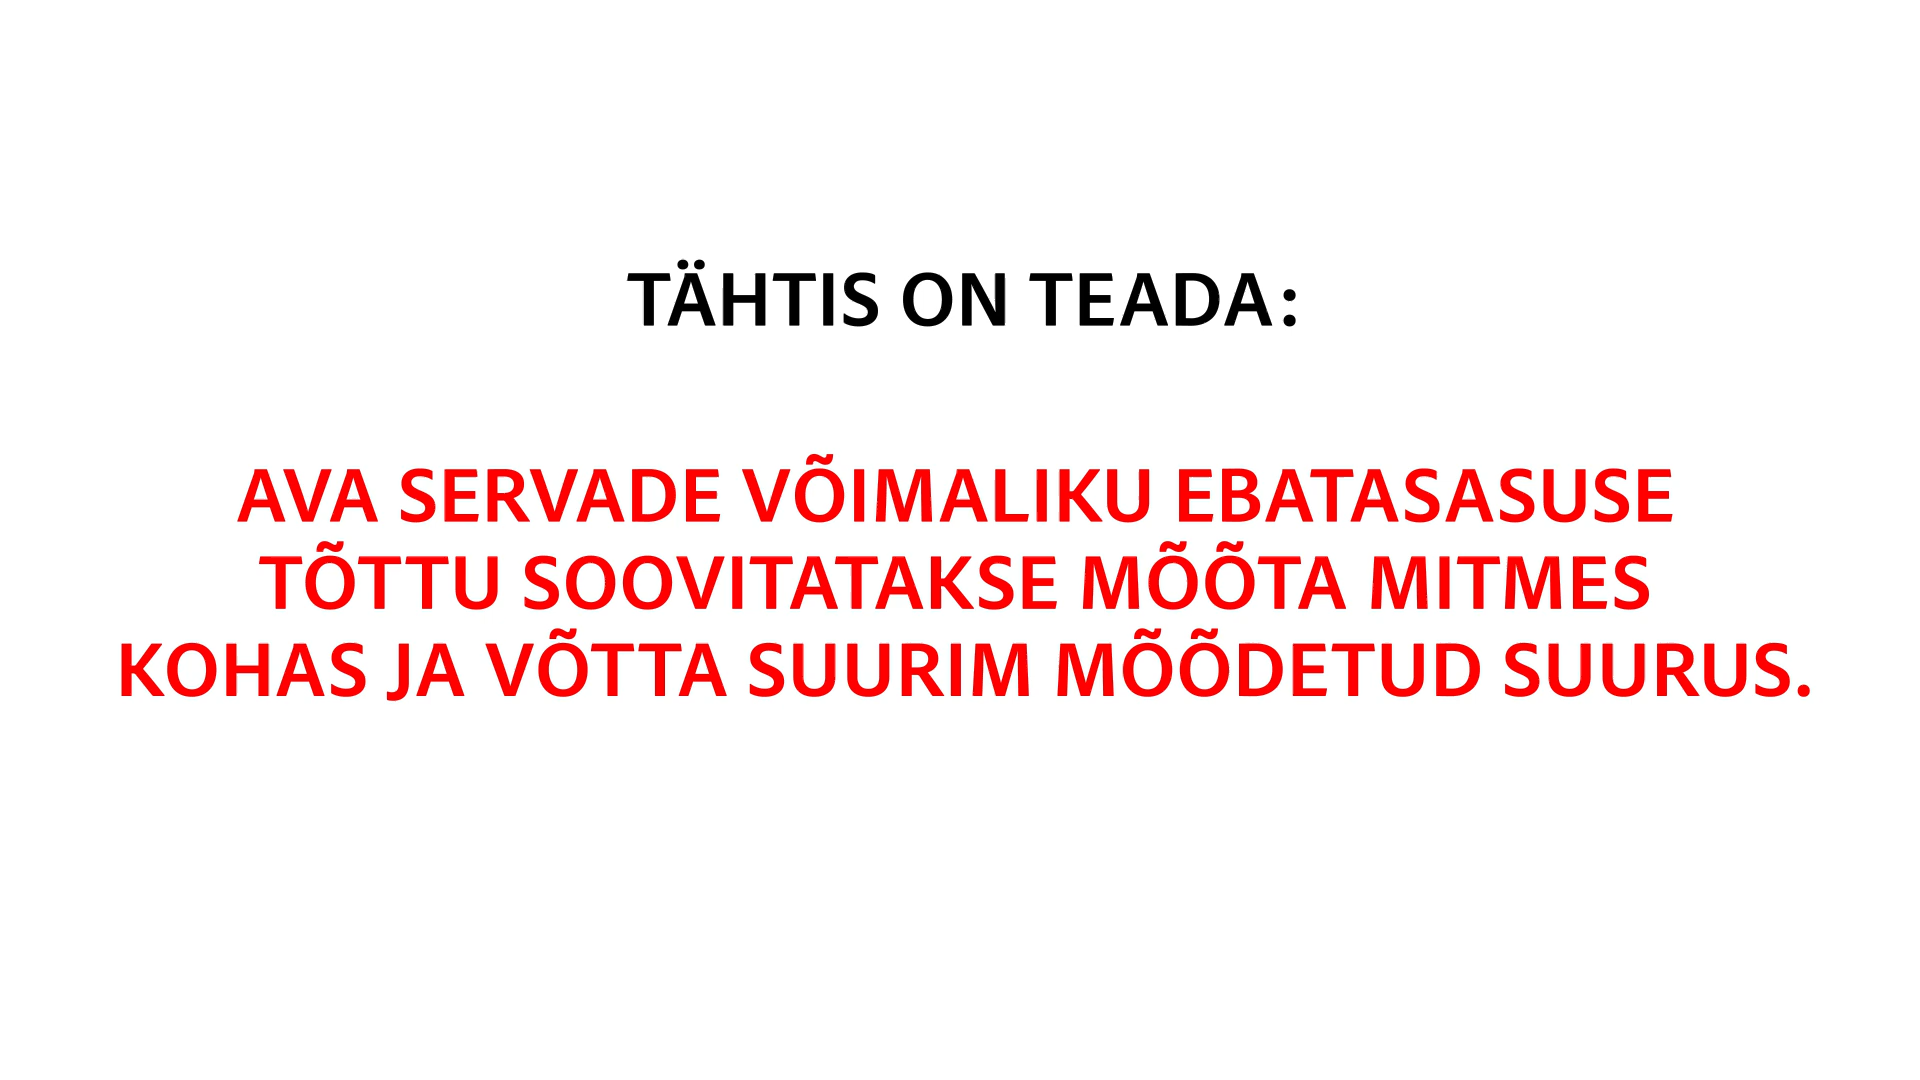 TÄHTIS ON TEADA:
AVA SERVADE VÕIMALIKU EBATASASUSE
TÕTTU SOOVITATAKSE MÕÕTA MITMES
KOHAS JA VÕTTA SUURIM MÕÕDETUD SUURUS.